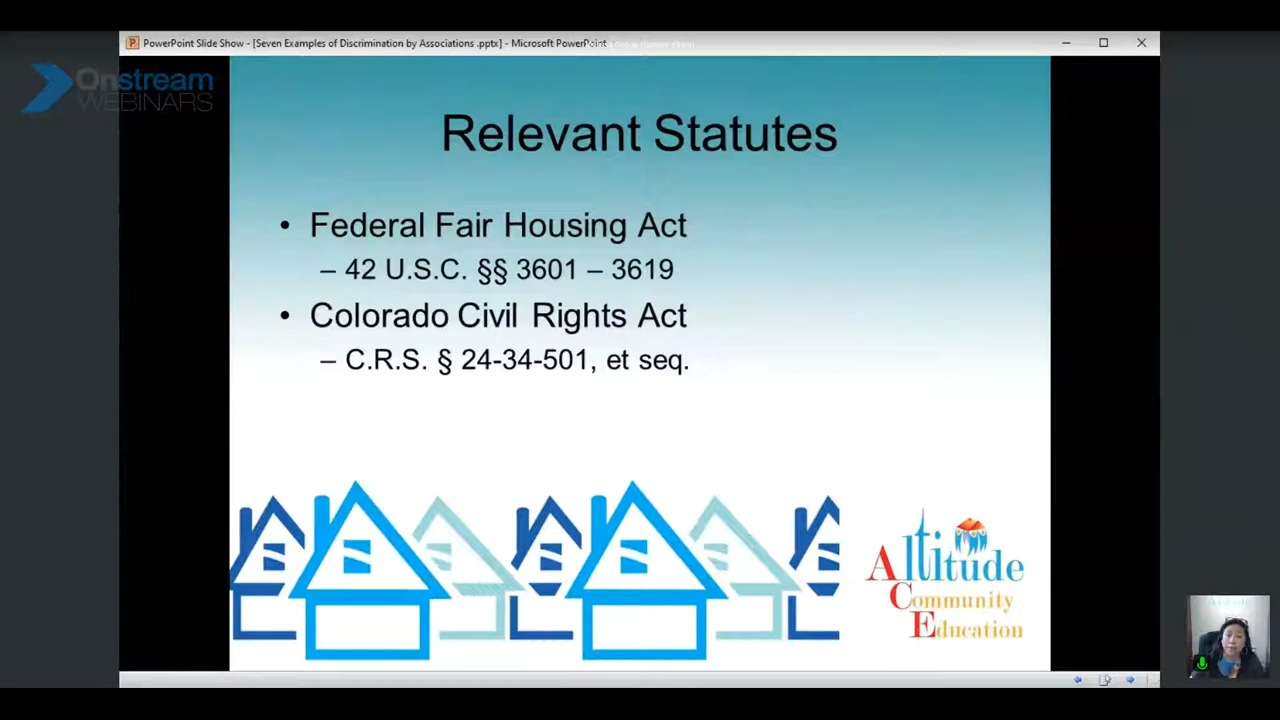 PowerPoint Slide Show - [Seven Examples of Discrimination by Associations .pptx] - Microsoft PowerPoint
Onstream
WEBINARS
Relevant Statutes
• Federal Fair Housing Act
– 42 U.S.C. §§ 3601 – 3619
• Colorado Civil Rights Act
– C.R.S. § 24-34-501, et seq.
Altitude
Community
Education